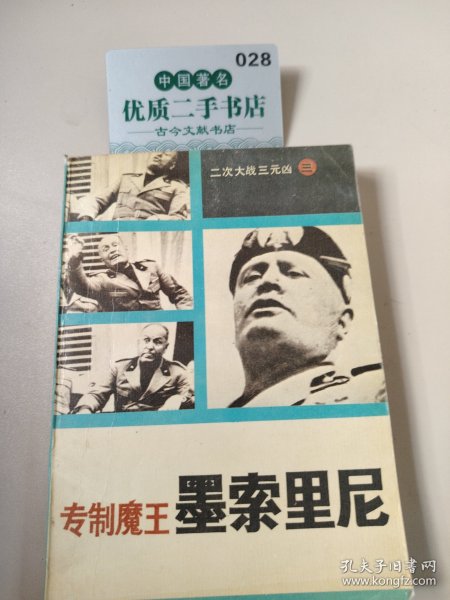 028
中国著名
优质二手书店
古今文献书店
二次大战三元凶 三
专制魔王 墨索里尼
孔夫子旧书网
www.kongfz.com